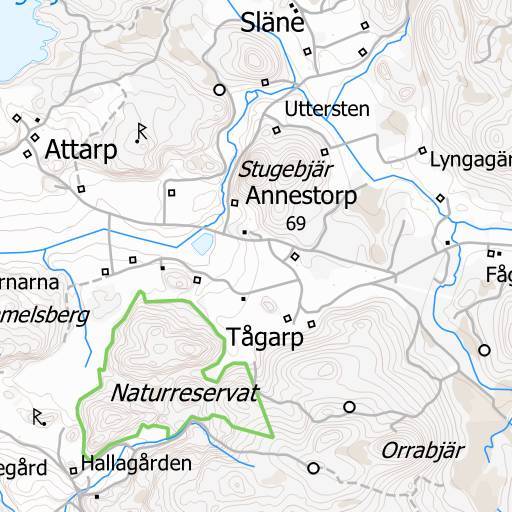 Släne
Uttersten
Attarp
Stugebjär
Annestorp
69
Lyngagär
rnarna
Fåg
melsberg
Tågarp
Naturreservat
Orrabjär
Hallagården
egård